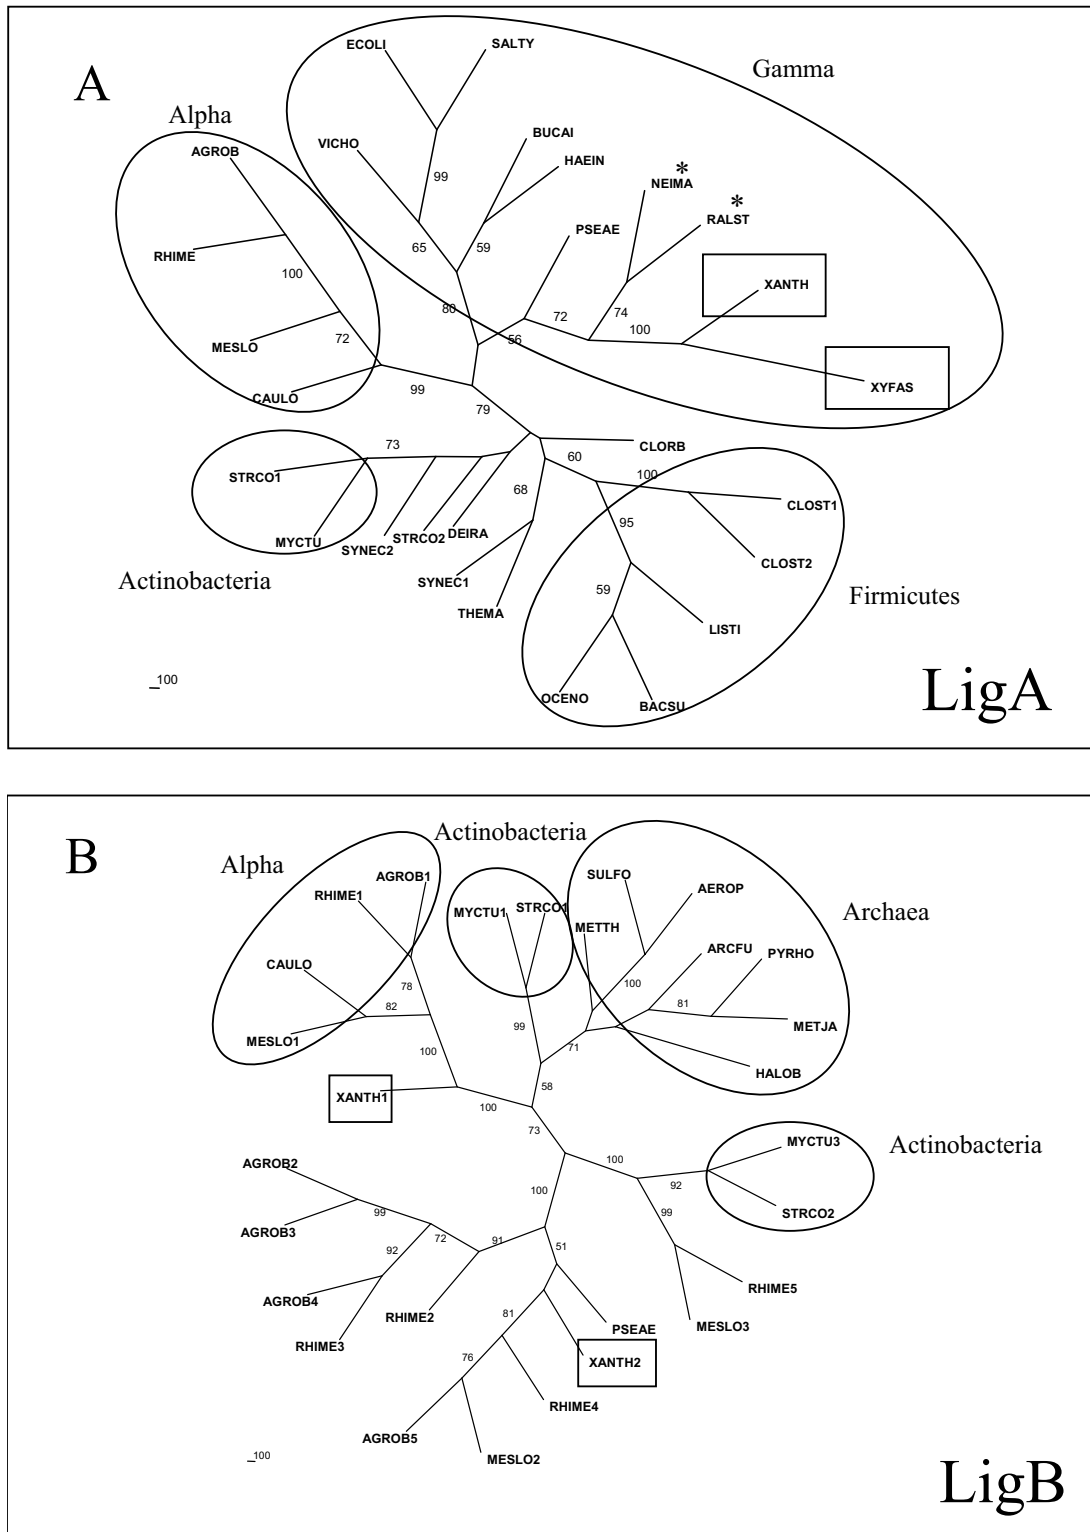 A
Alpha
Gamma
ECOLI
SALTY
VICHO
BUCAI
HAEIN
NEIMA
*
RALST
*
PSEAE
AGROB
RHIME
MESLO
CAULO
XANTH
XYFAS
99
65
59
80
56
72
74
100
100
72
99
79
73
STRCO1
MYCTU
SYNEC2
STRCO2
DEIRA
SYNEC1
THEMA
CLORB
60
68
100
95
59
CLOST1
CLOST2
LISTI
OCENO
BACSU
Actinobacteria
Firmicutes
100
LigA
B
Alpha
Actinobacteria
Archaea
RHIME1
AGROB1
CAULO
MESLO1
MYCTU1
STRCO1
SULFO
AEROP
METTH
ARCFU
PYRHO
METJA
HALOB
78
82
100
99
100
81
71
58
XANTH1
100
73
Actinobacteria
MYCTU3
STRCO2
100
92
99
RHIME5
MESLO3
100
AGROB2
AGROB3
99
72
91
92
AGROB4
RHIME3
RHIME2
51
81
PSEAE
XANTH2
76
RHIME4
AGROB5
MESLO2
100
LigB